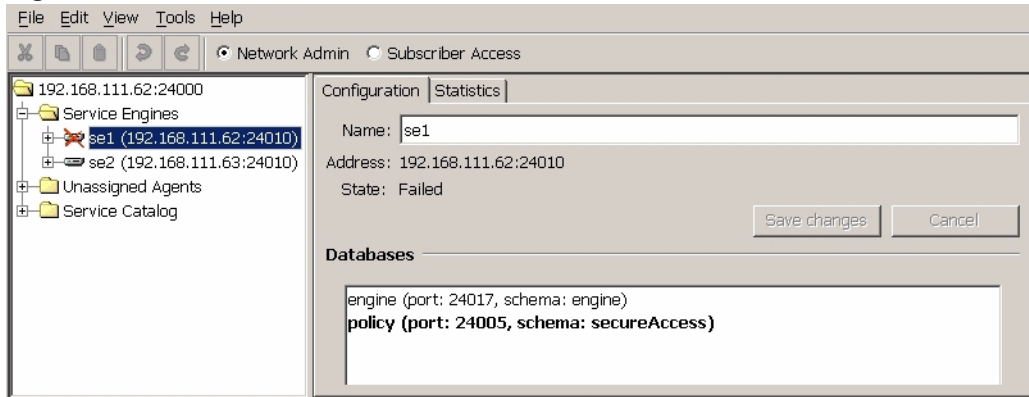 File Edit View Tools Help
Network Admin Subscriber Access
192.168.111.62:24000
Service Engines
se1 (192.168.111.62:24010)
se2 (192.168.111.63:24010)
Unassigned Agents
Service Catalog
Configuration Statistics
Name: se1
Address: 192.168.111.62:24010
State: Failed
Save changes Cancel
Databases
engine (port: 24017, schema: engine)
policy (port: 24005, schema: secureAccess)